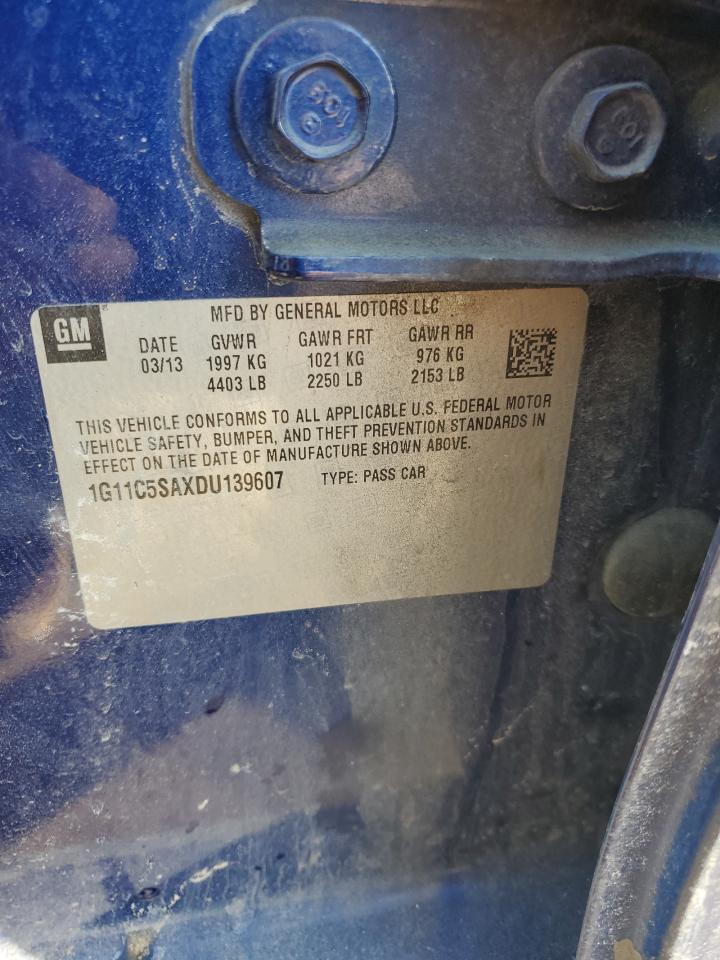 GM
MFD BY GENERAL MOTORS LLC
DATE GVWR GAWR FRT GAWR RR
03/13 1997 KG 1021 KG 976 KG
4403 LB 2250 LB 2153 LB
THIS VEHICLE CONFORMS TO ALL APPLICABLE U.S. FEDERAL MOTOR
VEHICLE SAFETY, BUMPER, AND THEFT PREVENTION STANDARDS IN
EFFECT ON THE DATE OF MANUFACTURE SHOWN ABOVE.
1G11C5SAXDU139607 TYPE: PASS CAR